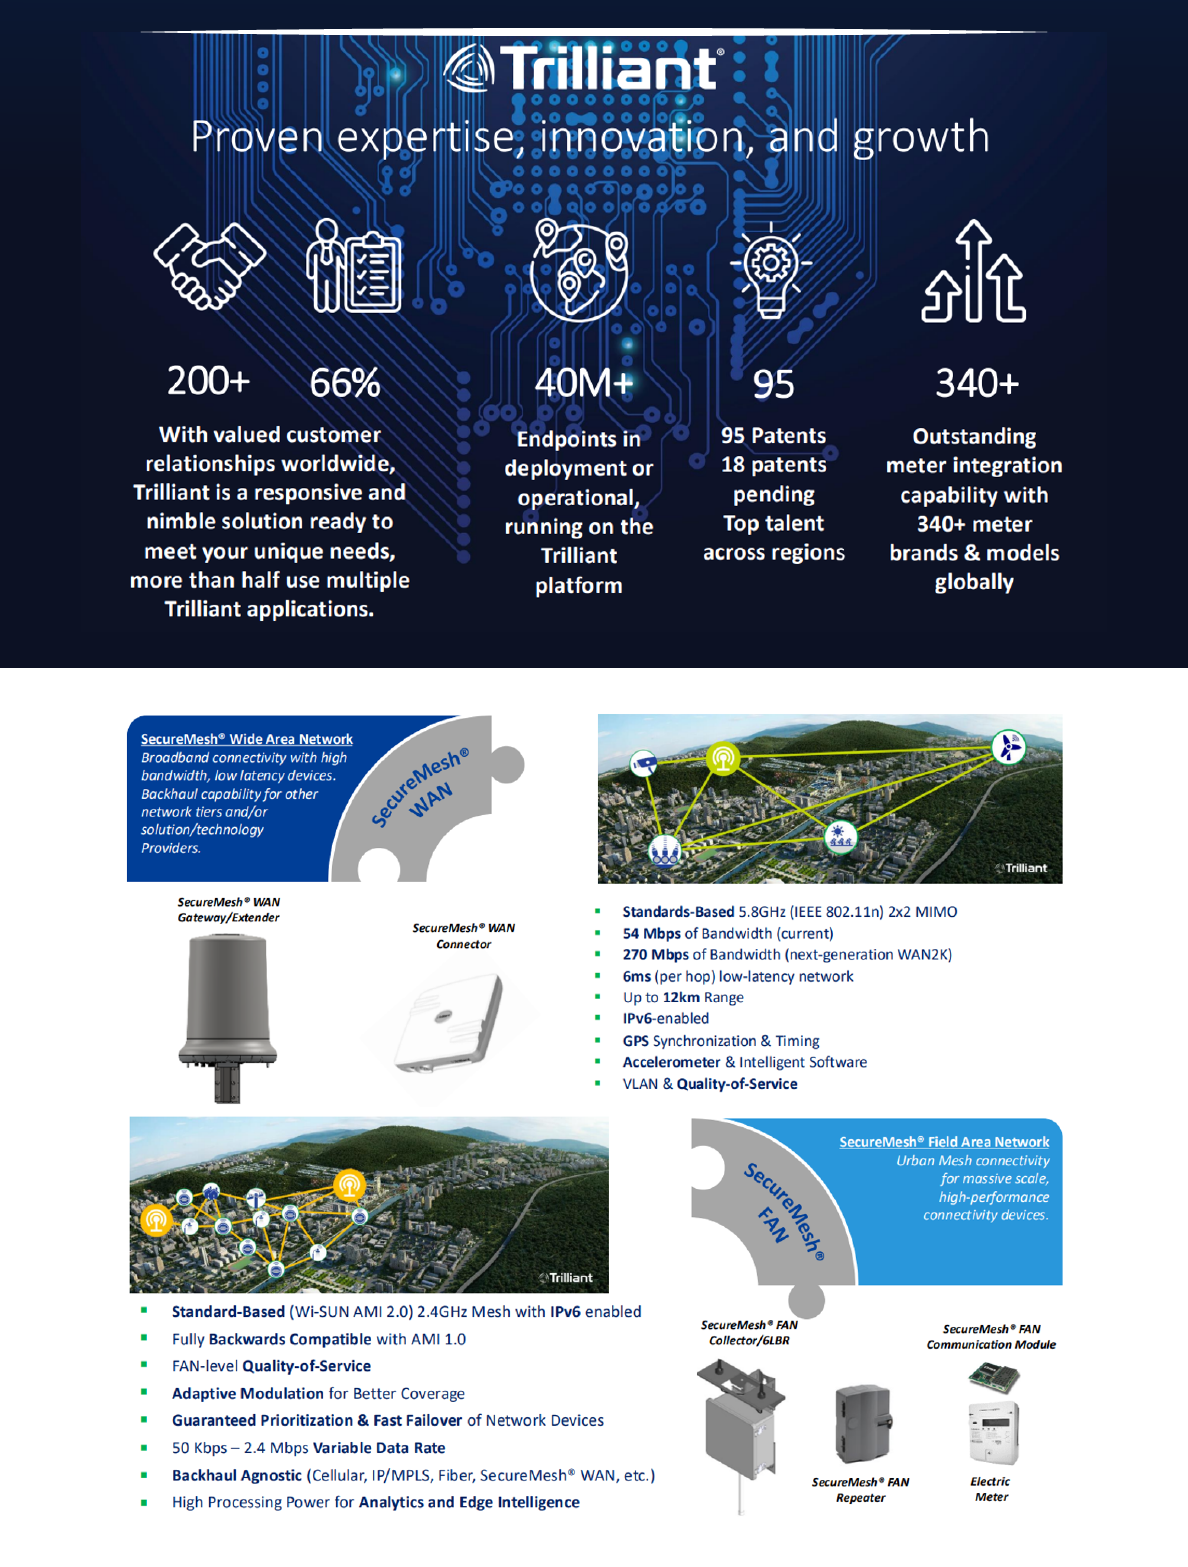 Trilliant®
Proven expertise, innovation, and growth
200+
66%
With valued customer
relationships worldwide,
Trilliant is a responsive and
nimble solution ready to
meet your unique needs,
more than half use multiple
Trilliant applications.
40M+
Endpoints in
deployment or
operational,
running on the
Trilliant
platform
95
95 Patents
18 patents
pending
Top talent
across regions
340+
Outstanding
meter integration
capability with
340+ meter
brands & models
globally
SecureMesh® Wide Area Network
Broadband connectivity with high
bandwidth, low latency devices.
Backhaul capability for other
network tiers and/or
solution/technology
Providers.
SecureMesh®
WAN
Trilliant
SecureMesh® WAN
Gateway/Extender
SecureMesh® WAN
Connector
Standards-Based 5.8GHz (IEEE 802.11n) 2x2 MIMO
54 Mbps of Bandwidth (current)
270 Mbps of Bandwidth (next-generation WAN2K)
6ms (per hop) low-latency network
Up to 12km Range
IPv6-enabled
GPS Synchronization & Timing
Accelerometer & Intelligent Software
VLAN & Quality-of-Service
Trilliant
SecureMesh®
FAN
SecureMesh® Field Area Network
Urban Mesh connectivity
for massive scale,
high-performance
connectivity devices.
Standard-Based (Wi-SUN AMI 2.0) 2.4GHz Mesh with IPv6 enabled
Fully Backwards Compatible with AMI 1.0
FAN-level Quality-of-Service
Adaptive Modulation for Better Coverage
Guaranteed Prioritization & Fast Failover of Network Devices
50 Kbps – 2.4 Mbps Variable Data Rate
Backhaul Agnostic (Cellular, IP/MPLS, Fiber, SecureMesh® WAN, etc.)
High Processing Power for Analytics and Edge Intelligence
SecureMesh® FAN
Collector/6LBR
SecureMesh® FAN
Communication Module
SecureMesh® FAN
Repeater
Electric
Meter